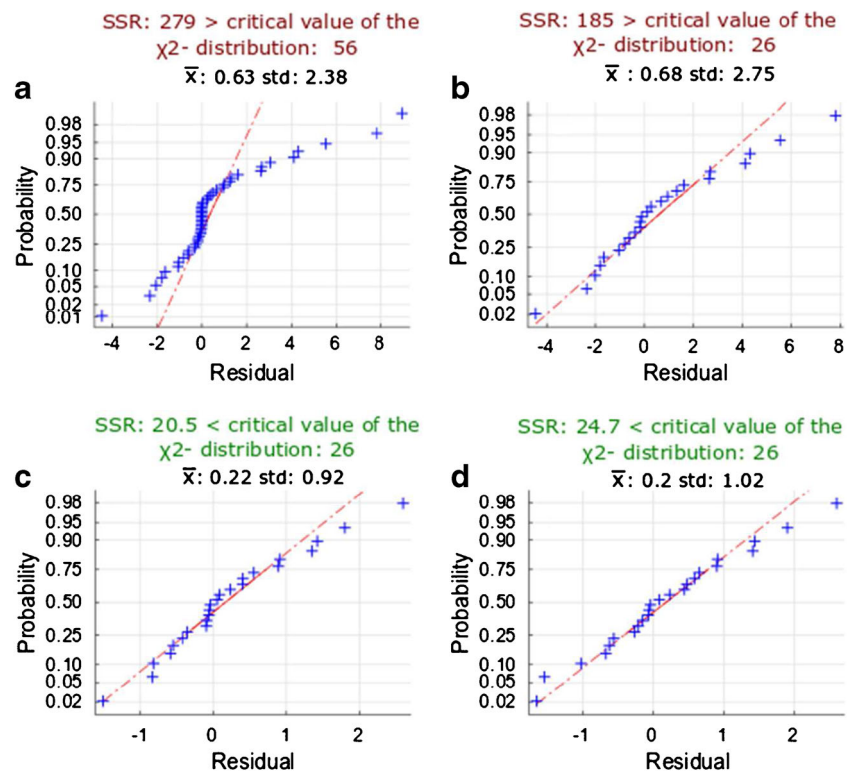 SSR: 279 > critical value of the
χ2- distribution: 56
x̅: 0.63 std: 2.38
a
0.98
0.95
0.90
0.75
0.50
0.25
0.10
0.05
0.02
0.01
Probability
-4 -2 0 2 4 6 8
Residual
SSR: 185 > critical value of the
χ2- distribution: 26
x̅ : 0.68 std: 2.75
b
0.98
0.95
0.90
0.75
0.50
0.25
0.10
0.05
0.02
Probability
-4 -2 0 2 4 6 8
Residual
SSR: 20.5 < critical value of the
χ2- distribution: 26
x̅: 0.22 std: 0.92
c
0.98
0.95
0.90
0.75
0.50
0.25
0.10
0.05
0.02
Probability
-1 0 1 2
Residual
SSR: 24.7 < critical value of the
χ2- distribution: 26
x̅: 0.2 std: 1.02
d
0.98
0.95
0.90
0.75
0.50
0.25
0.10
0.05
0.02
Probability
-1 0 1 2
Residual